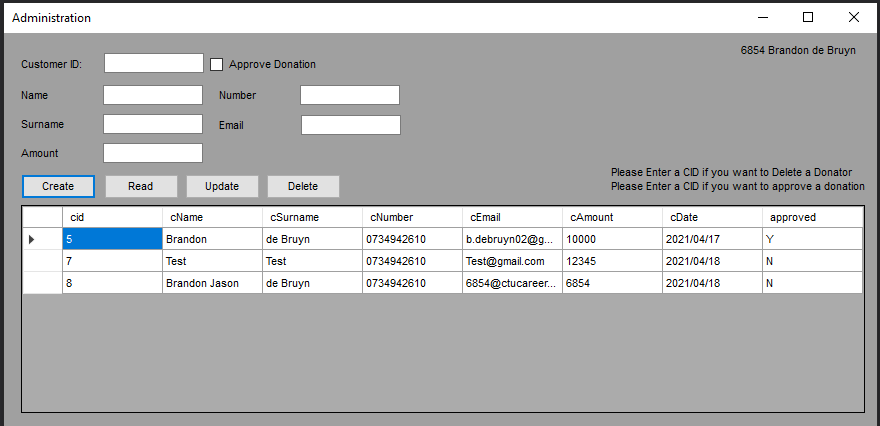 Administration
6854 Brandon de Bruyn
Customer ID: Approve Donation
Name Number
Surname Email
Amount
Please Enter a CID if you want to Delete a Donator
Please Enter a CID if you want to approve a donation
Create Read Update Delete
cid cName cSurname cNumber cEmail cAmount cDate approved
5 Brandon de Bruyn 0734942610 b.debruyn02@g... 10000 2021/04/17 Y
7 Test Test 0734942610 Test@gmail.com 12345 2021/04/18 N
8 Brandon Jason de Bruyn 0734942610 6854@ctucareer... 6854 2021/04/18 N